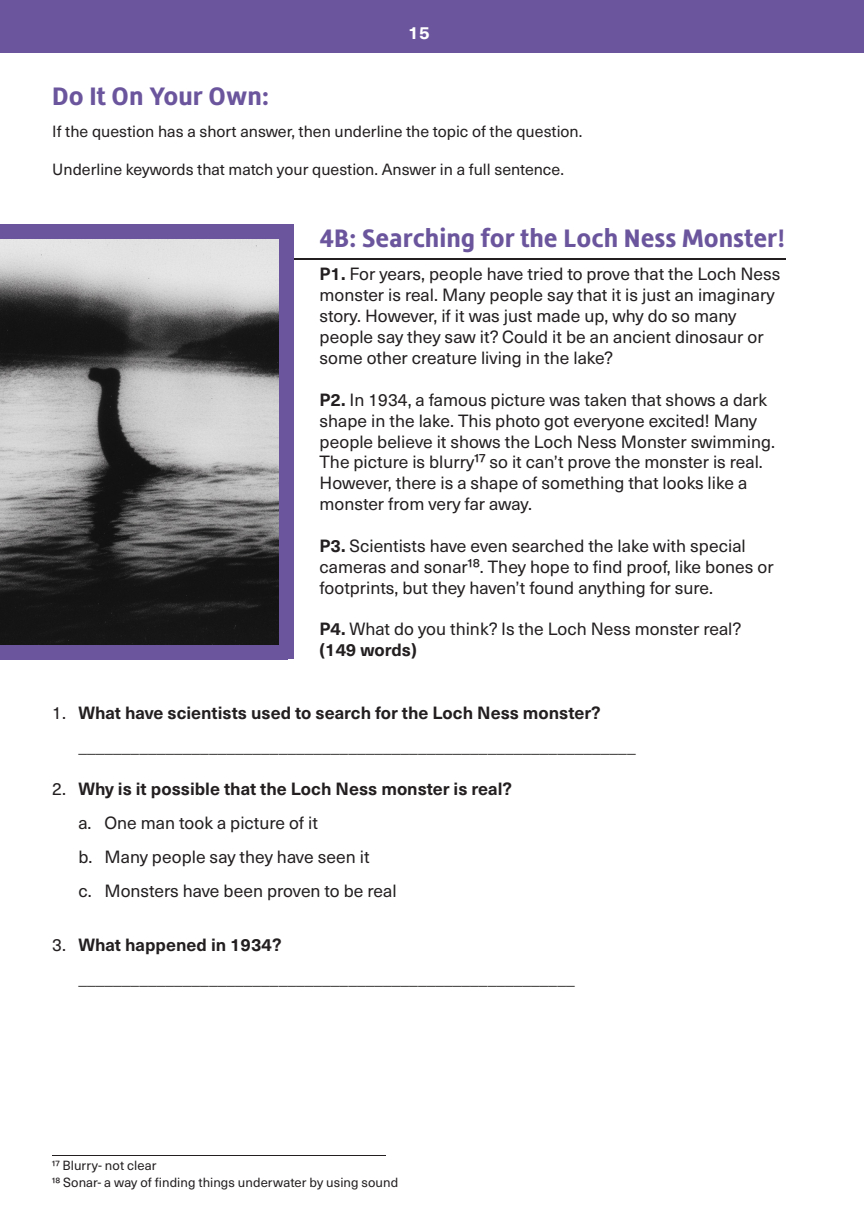 15
Do It On Your Own:
If the question has a short answer, then underline the topic of the question.
Underline keywords that match your question. Answer in a full sentence.
4B: Searching for the Loch Ness Monster!
P1. For years, people have tried to prove that the Loch Ness
monster is real. Many people say that it is just an imaginary
story. However, if it was just made up, why do so many
people say they saw it? Could it be an ancient dinosaur or
some other creature living in the lake?
P2. In 1934, a famous picture was taken that shows a dark
shape in the lake. This photo got everyone excited! Many
people believe it shows the Loch Ness Monster swimming.
The picture is blurry¹⁷ so it can’t prove the monster is real.
However, there is a shape of something that looks like a
monster from very far away.
P3. Scientists have even searched the lake with special
cameras and sonar¹⁸. They hope to find proof, like bones or
footprints, but they haven’t found anything for sure.
P4. What do you think? Is the Loch Ness monster real?
(149 words)
1. What have scientists used to search for the Loch Ness monster?
2. Why is it possible that the Loch Ness monster is real?
a. One man took a picture of it
b. Many people say they have seen it
c. Monsters have been proven to be real
3. What happened in 1934?
¹⁷ Blurry- not clear
¹⁸ Sonar- a way of finding things underwater by using sound